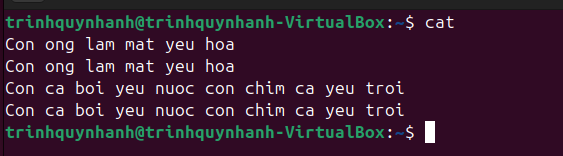 trinhquynhanh@trinhquynhanh-VirtualBox:~$ cat
Con ong lam mat yeu hoa
Con ong lam mat yeu hoa
Con ca boi yeu nuoc con chim ca yeu troi
Con ca boi yeu nuoc con chim ca yeu troi
trinhquynhanh@trinhquynhanh-VirtualBox:~$